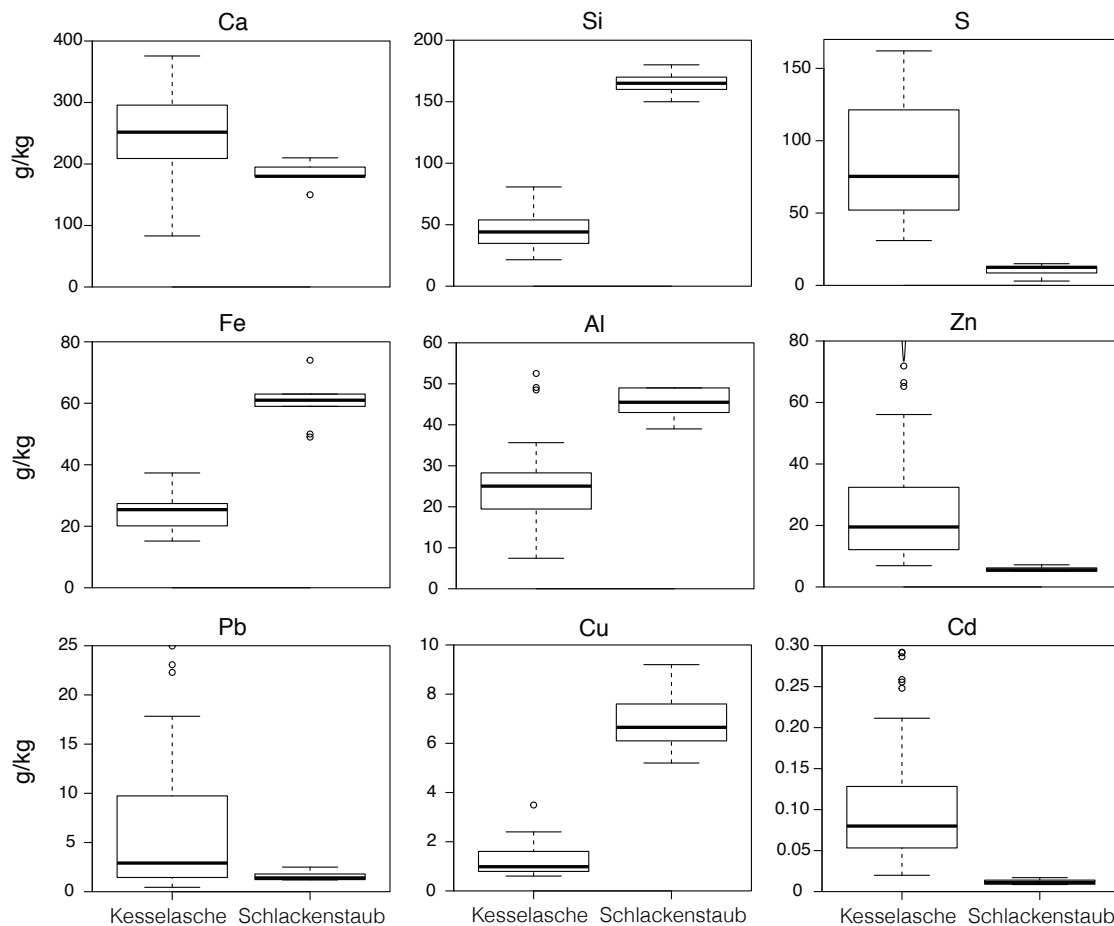 Ca Si S
400 200
300 150 150
g/kg 200 100 100
100 50 50
0 0 0
Fe Al Zn
80 60 80
60 50 60
g/kg 40 40 40
20 30 20
0 20 0
10
0
Pb Cu Cd
25 10 0.30
20 8 0.25
15 6 0.20
g/kg 10 4 0.15
5 2 0.10
0 0 0.05
0
Kesselasche Schlackenstaub Kesselasche Schlackenstaub Kesselasche Schlackenstaub